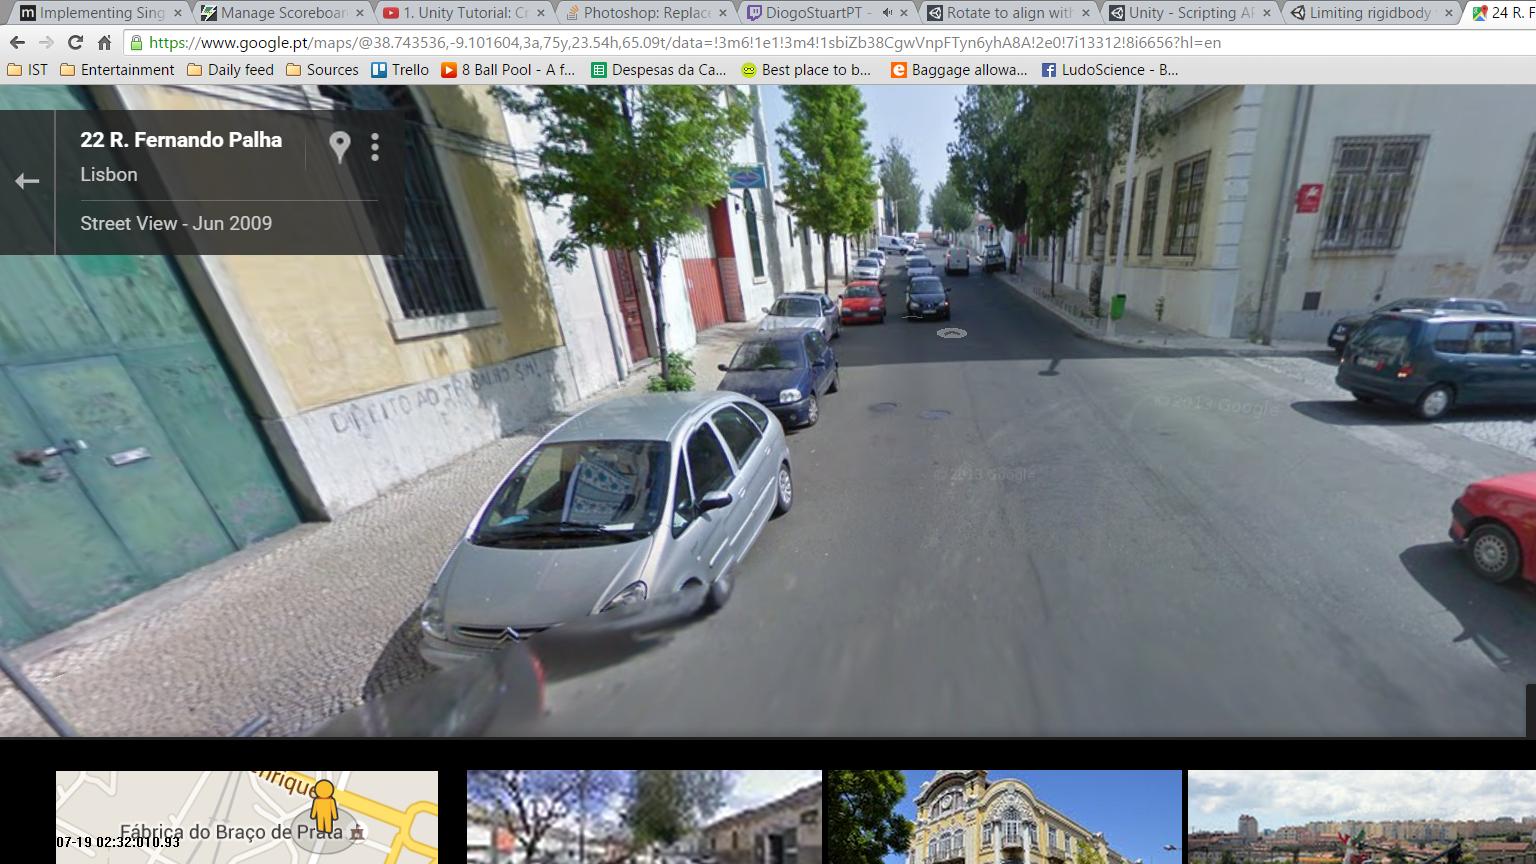 Implementing Sing
Manage Scoreboar
1. Unity Tutorial: Cr
Photoshop: Replace
DiogoStuartPT -
Rotate to align with
Unity - Scripting AP
Limiting rigidbody
24 R. F
https://www.google.pt/maps/@38.743536,-9.101604,3a,75y,23.54h,65.09t/data=!3m6!1e1!3m4!1sbiZb38CgwVnpFTyn6yhA8A!2e0!7i13312!8i6656?hl=en
IST
Entertainment
Daily feed
Sources
Trello
8 Ball Pool - A f...
Despesas da Ca...
Best place to b...
Baggage allowa...
LudoScience - B...
22 R. Fernando Palha
Lisbon
Street View - Jun 2009
DIREITO AO TRABALHO SIM!
© 2013 Google
© 2013 Google
enrique
Fábrica do Braço de Prata
07-19 02:32:010.93